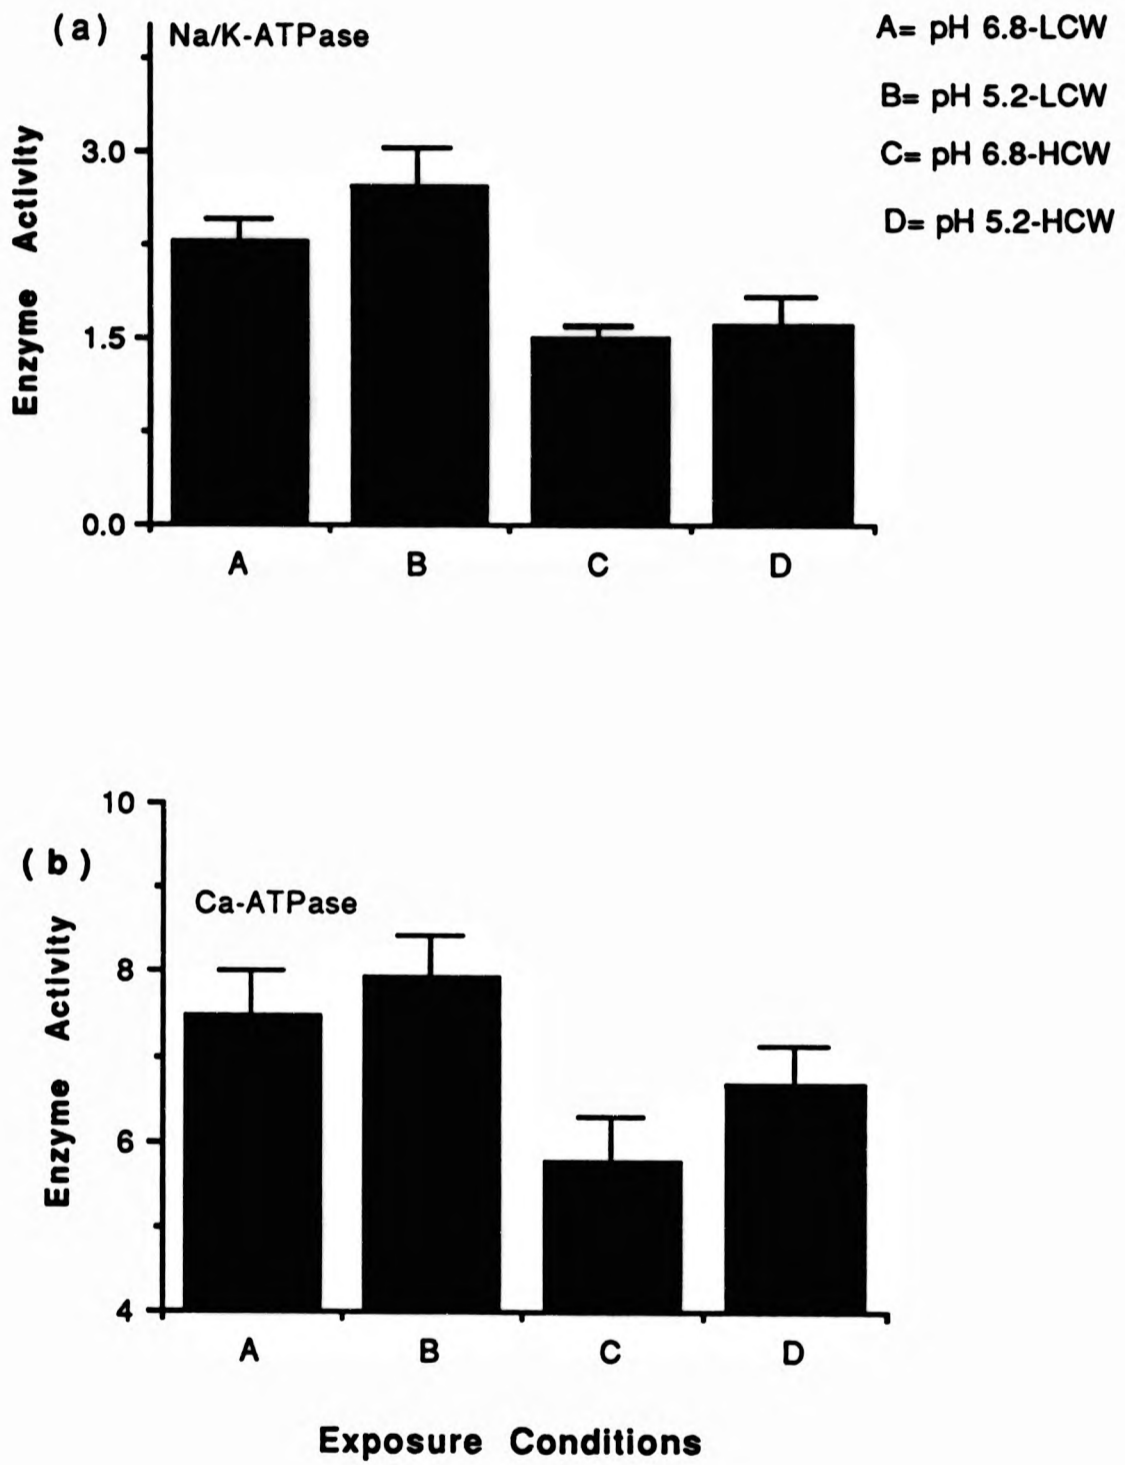 (a)
Na/K-ATPase
A= pH 6.8-LCW
B= pH 5.2-LCW
C= pH 6.8-HCW
D= pH 5.2-HCW
Enzyme Activity
3.0
1.5
0.0
A B C D
(b)
Ca-ATPase
Enzyme Activity
10
8
6
4
A B C D
Exposure Conditions